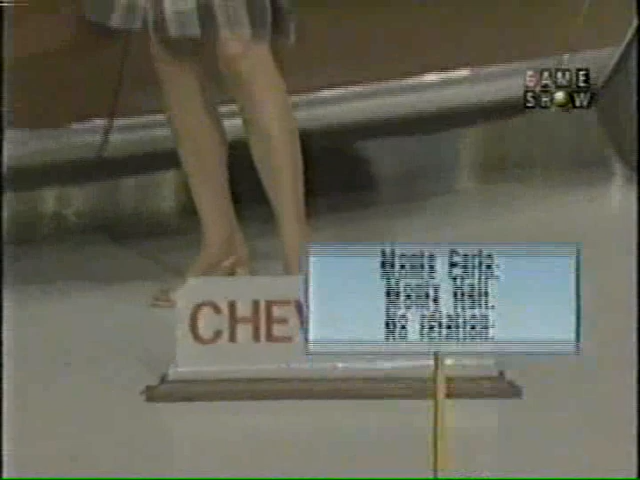 GAME
SHOW
CHEV
Monte Carlo.
Monty Hall.
No relation.